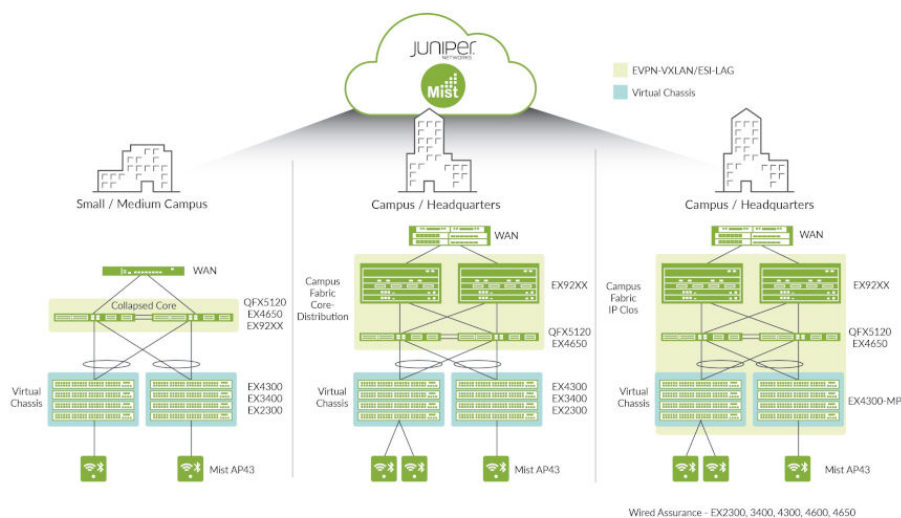 JUNIPER
NETWORKS
Mist
EVPN-VXLAN/ESI-LAG
Virtual Chassis
Small / Medium Campus
WAN
Collapsed Core
QFX5120
EX4650
EX92XX
Virtual
Chassis
EX4300
EX3400
EX2300
Mist AP43
Campus / Headquarters
WAN
Campus
Fabric
Core-
Distribution
EX92XX
QFX5120
EX4650
Virtual
Chassis
EX4300
EX3400
EX2300
Mist AP43
Campus / Headquarters
WAN
Campus
Fabric
IP Clos
EX92XX
QFX5120
EX4650
Virtual
Chassis
EX4300-MP
Mist AP43
Wired Assurance - EX2300, 3400, 4300, 4600, 4650